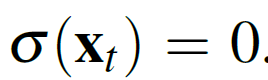 σ(x_t) = 0.